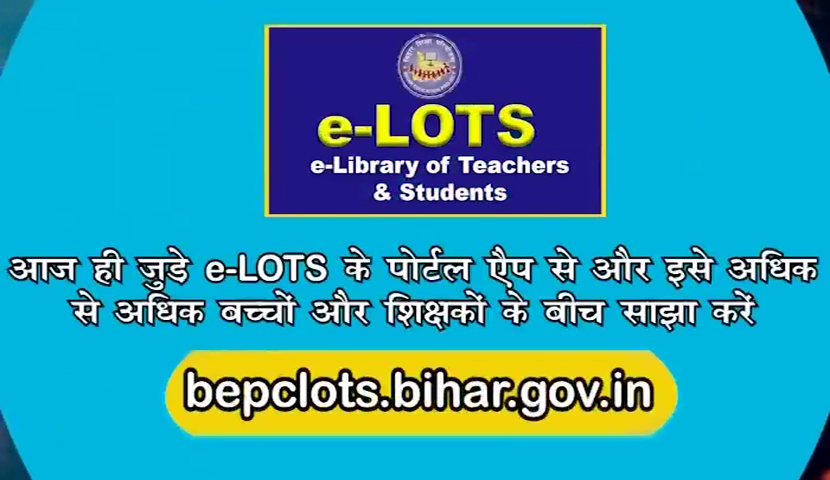 e-LOTS
e-Library of Teachers
& Students
आज ही जुडे e-LOTS के पोर्टल ऐप से और इसे अधिक
से अधिक बच्चों और शिक्षकों के बीच साझा करें
bepclots.bihar.gov.in